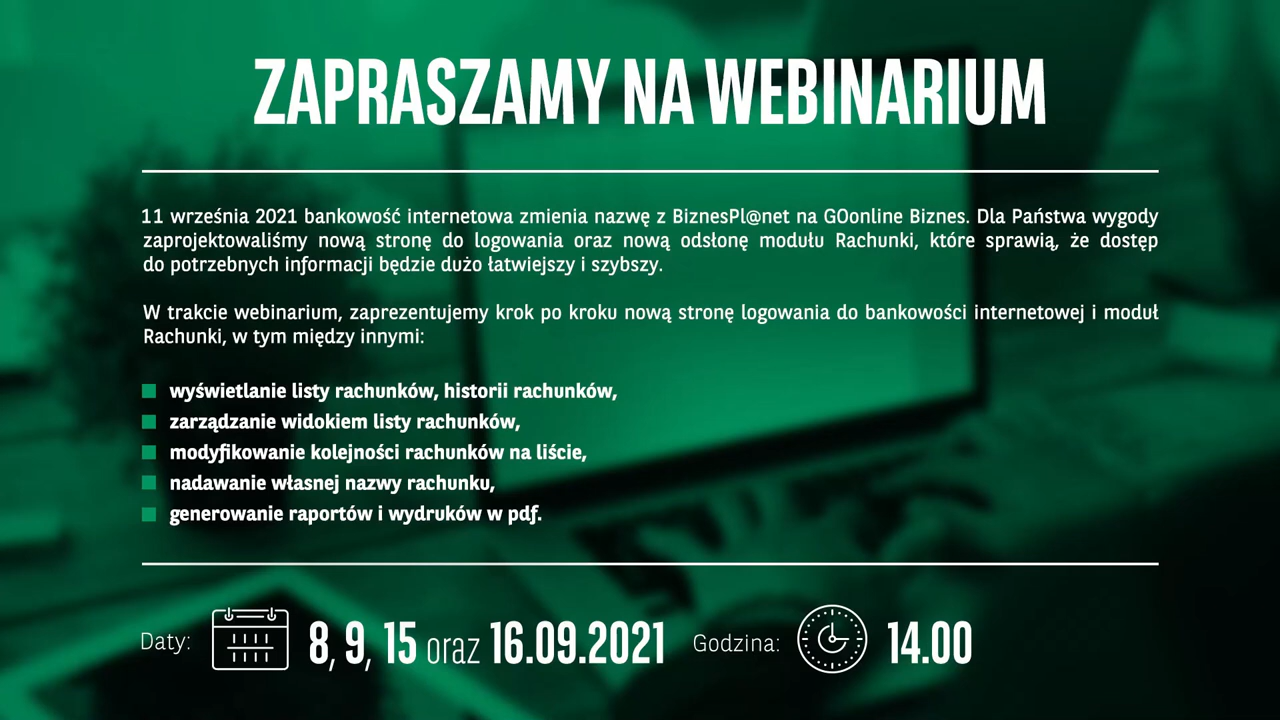 ZAPRASZAMY NA WEBINARIUM
11 września 2021 bankowość internetowa zmienia nazwę z BiznesPl@net na GOonline Biznes. Dla Państwa wygody
zaprojektowaliśmy nową stronę do logowania oraz nową odsłonę modułu Rachunki, które sprawią, że dostęp
do potrzebnych informacji będzie dużo łatwiejszy i szybszy.
W trakcie webinarium, zaprezentujemy krok po kroku nową stronę logowania do bankowości internetowej i moduł
Rachunki, w tym między innymi:
wyświetlanie listy rachunków, historii rachunków,
zarządzanie widokiem listy rachunków,
modyfikowanie kolejności rachunków na liście,
nadawanie własnej nazwy rachunku,
generowanie raportów i wydruków w pdf.
Daty: 8, 9, 15 oraz 16.09.2021 Godzina: 14.00